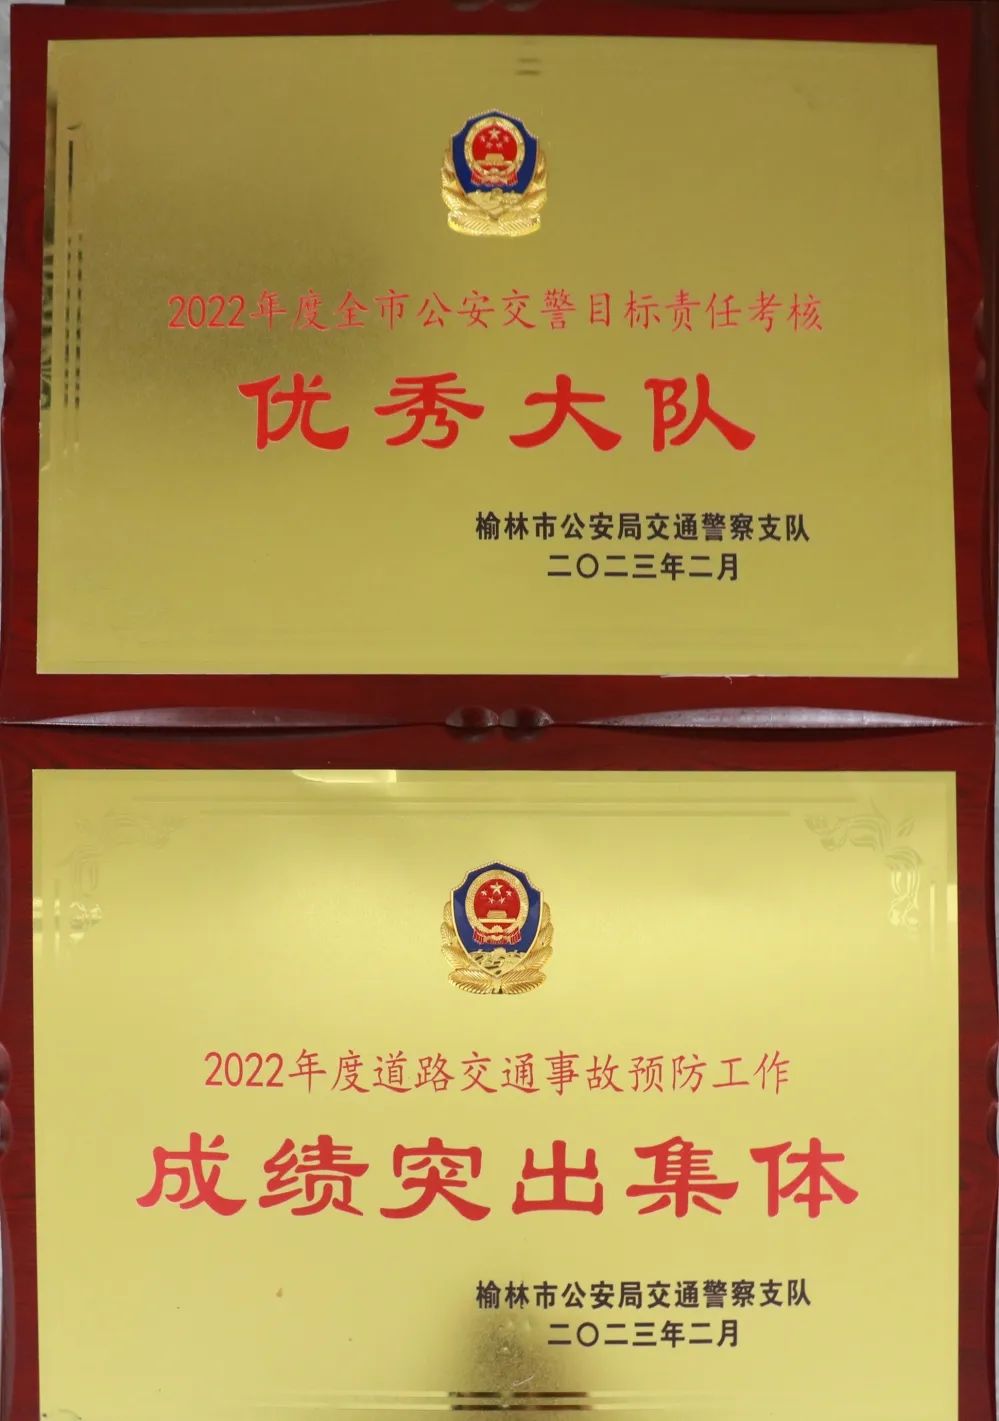 2022年度全市公安交警目标责任考核
优秀大队
榆林市公安局交通警察支队
二〇二三年二月
2022年度道路交通事故预防工作
成绩突出集体
榆林市公安局交通警察支队
二〇二三年二月